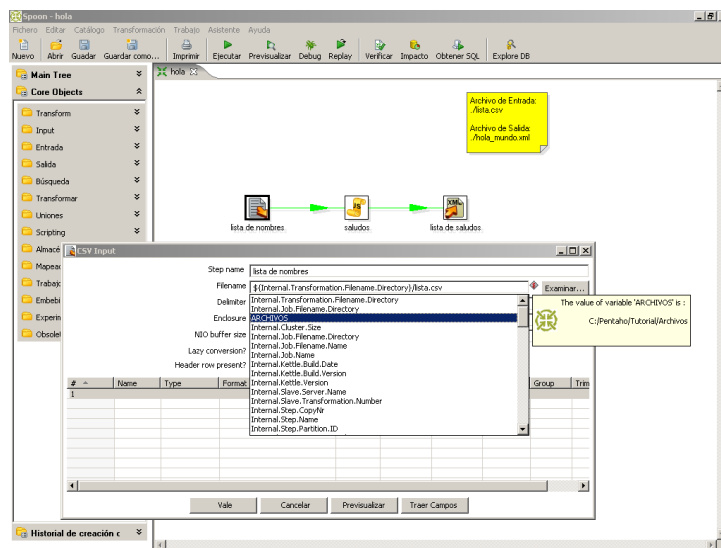 Spoon - hola
Fichero Editar Catálogo Transformación Trabajo Asistente Ayuda
Nuevo Abrir Guadar Guardar como... Imprimir Ejecutar Previsualizar Debug Replay Verificar Impacto Obtener SQL Explore DB
Main Tree
hola
Core Objects
Archivo de Entrada:
./lista.csv
Archivo de Salida:
./hola_mundo.xml
Transform
Input
Entrada
Salida
Búsqueda
Transformar
Uniones
Scripting
lista de nombres
saludos
lista de saludos
Almacé
Mapead
Trabajo
Embebi
Experim
Obsolet
CSV Input
Step name lista de nombres
Filename ${Internal.Transformation.Filename.Directory}/lista.csv Examinar...
Delimiter
Enclosure
NIO buffer size
Lazy conversion?
Header row present?
Internal.Transformation.Filename.Directory
Internal.Job.Filename.Directory
ARCHIVOS
Internal.Cluster.Size
Internal.Job.Filename.Directory
Internal.Job.Filename.Name
Internal.Job.Name
Internal.Kettle.Build.Date
Internal.Kettle.Build.Version
Internal.Kettle.Version
Internal.Slave.Server.Name
Internal.Slave.Transformation.Number
Internal.Step.CopyNr
Internal.Step.Name
Internal.Step.Partition.ID
The value of variable 'ARCHIVOS' is :
C:/Pentaho/Tutorial/Archivos
# Name Type Format Group Trim
1
Vale Cancelar Previsualizar Traer Campos
Historial de creación c